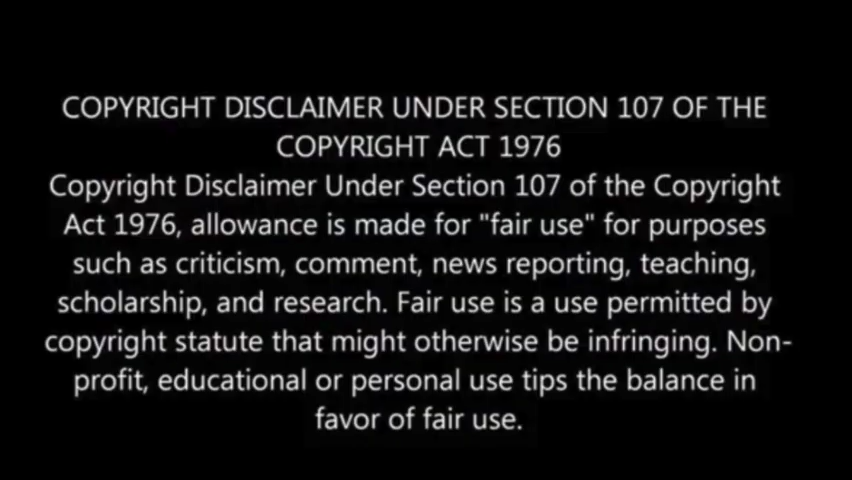 COPYRIGHT DISCLAIMER UNDER SECTION 107 OF THE
COPYRIGHT ACT 1976
Copyright Disclaimer Under Section 107 of the Copyright
Act 1976, allowance is made for "fair use" for purposes
such as criticism, comment, news reporting, teaching,
scholarship, and research. Fair use is a use permitted by
copyright statute that might otherwise be infringing. Non-
profit, educational or personal use tips the balance in
favor of fair use.